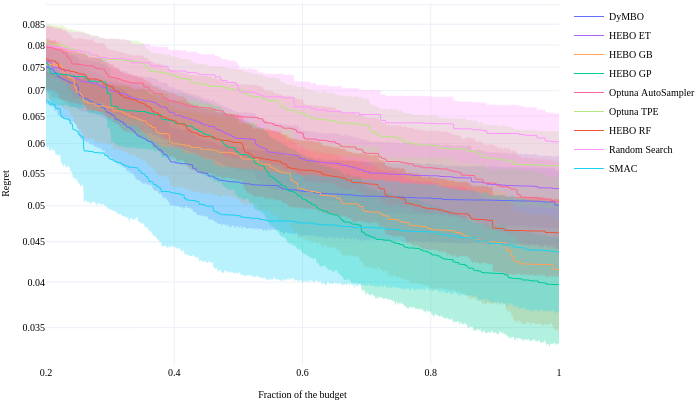 0.085
0.08
0.075
0.07
0.065
0.06
0.055
0.05
0.045
0.04
0.035
Regret
0.2
0.4
0.6
0.8
1
Fraction of the budget
DyMBO
HEBO ET
HEBO GB
HEBO GP
Optuna AutoSampler
Optuna TPE
HEBO RF
Random Search
SMAC